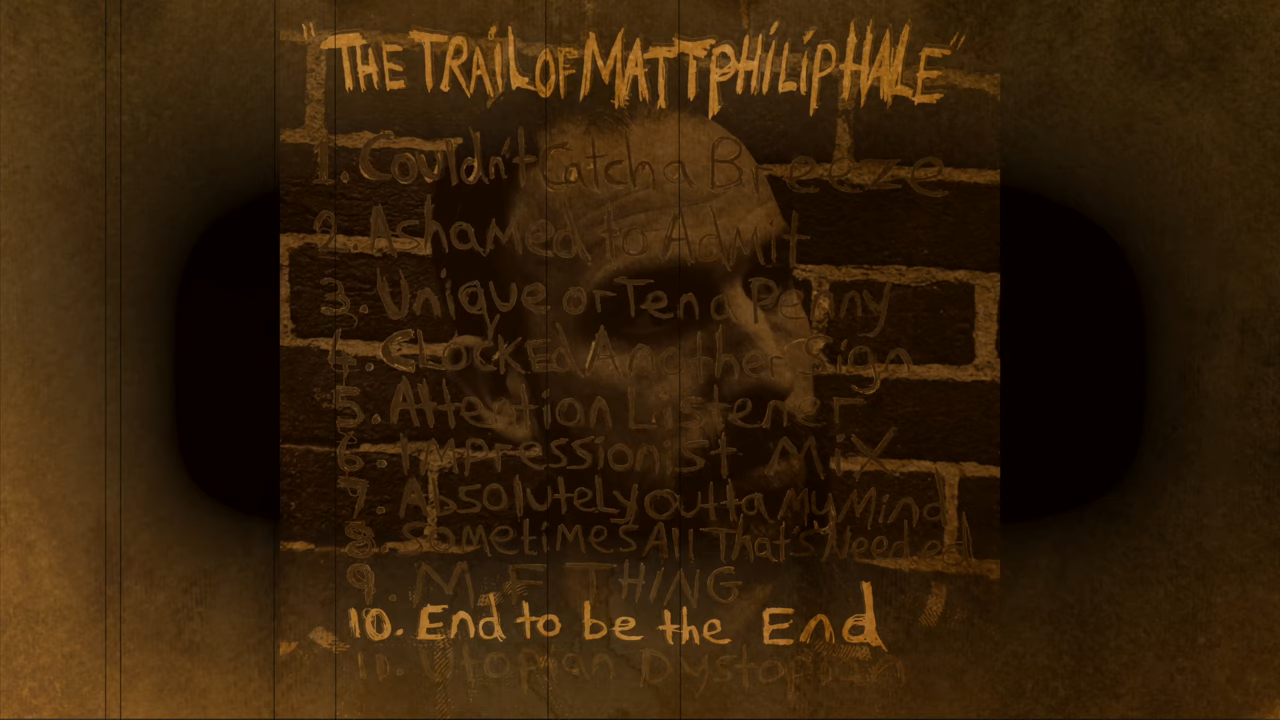 "THE TRAIL OF MATT PHILIP HALE"
1. Couldn't Catch a Breeze
2. Ashamed to Admit
3. Unique or Ten a Penny
4. Clocked Another Sign
5. Attention Listener
6. Impressionist Mix
7. Absolutely outta My Mind
8. Sometimes All That's Needed
9. M.F THING
10. End to be the End
11. Utopian Dystopian